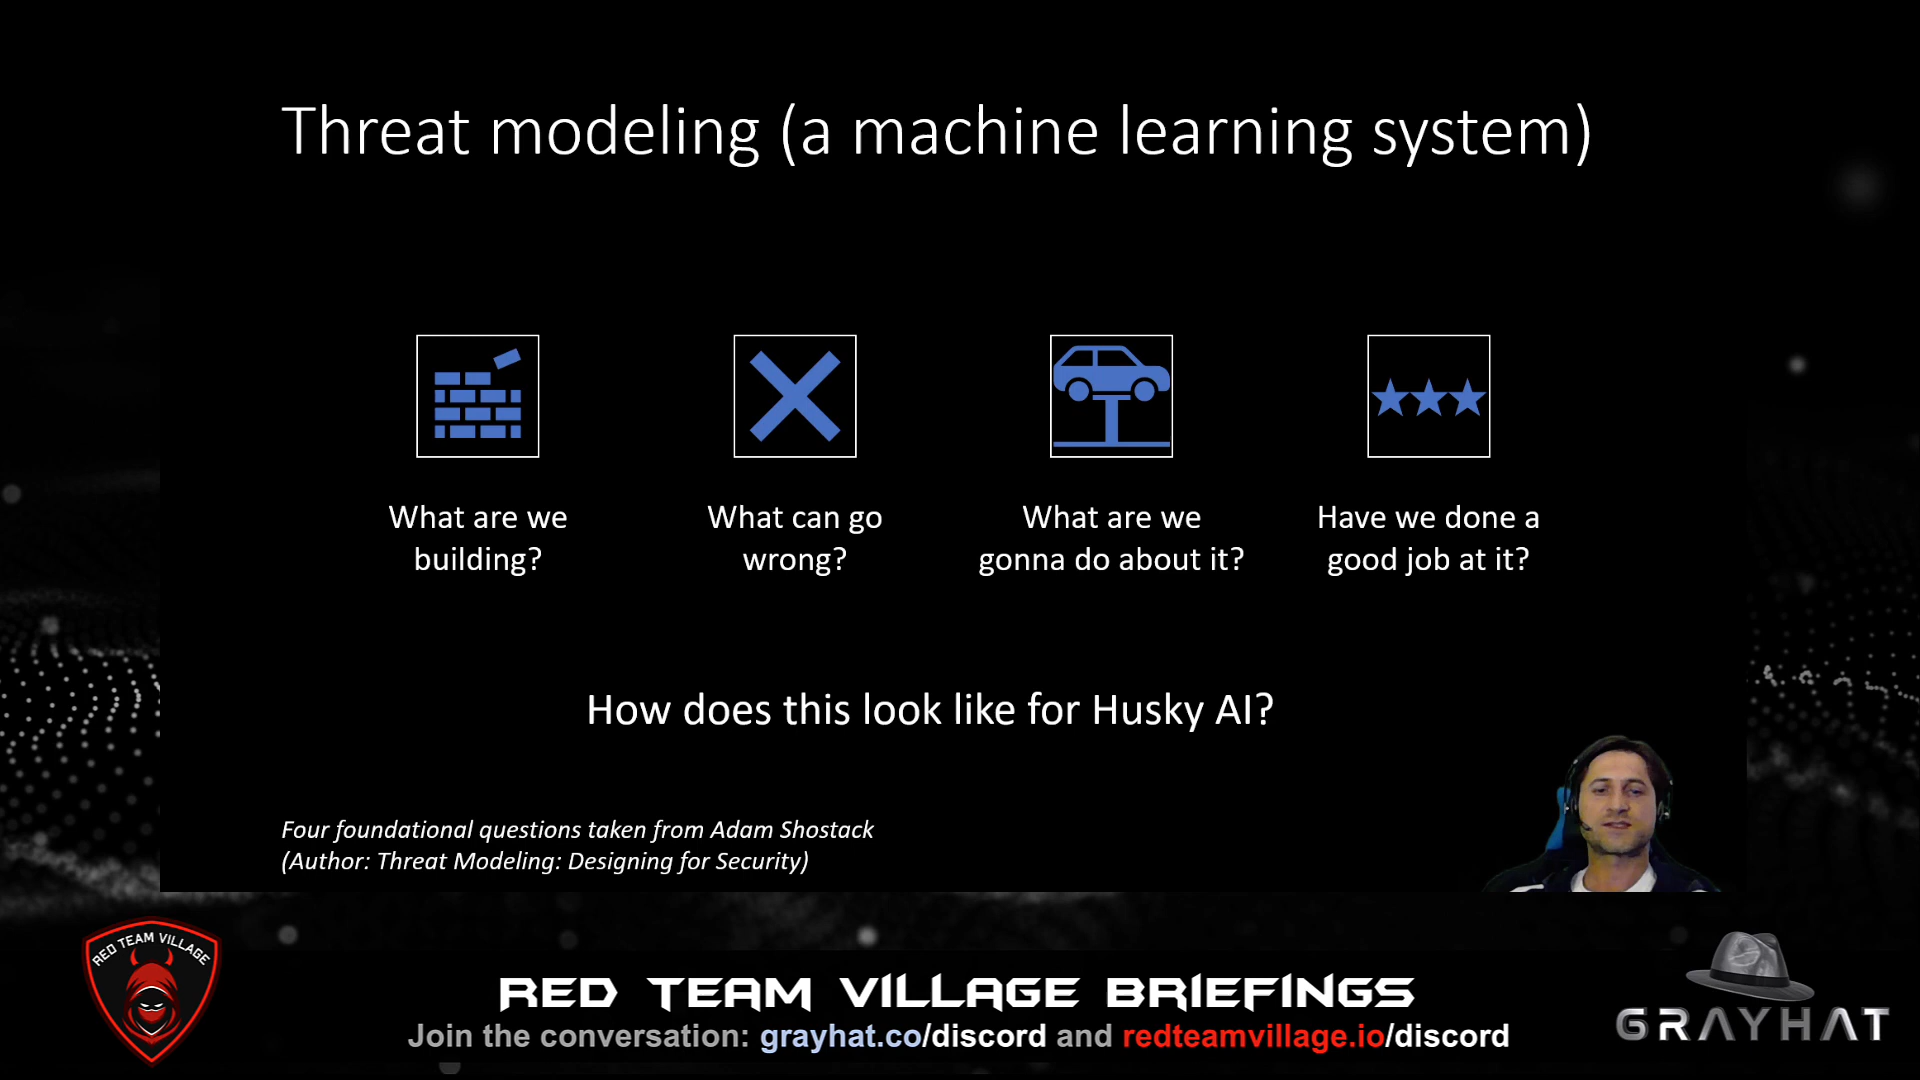 Threat modeling (a machine learning system)
What are we
building?
What can go
wrong?
What are we
gonna do about it?
Have we done a
good job at it?
How does this look like for Husky AI?
Four foundational questions taken from Adam Shostack
(Author: Threat Modeling: Designing for Security)
RED TEAM VILLAGE
RED TEAM VILLAGE BRIEFINGS
Join the conversation: grayhat.co/discord and redteamvillage.io/discord
GRAYHAT